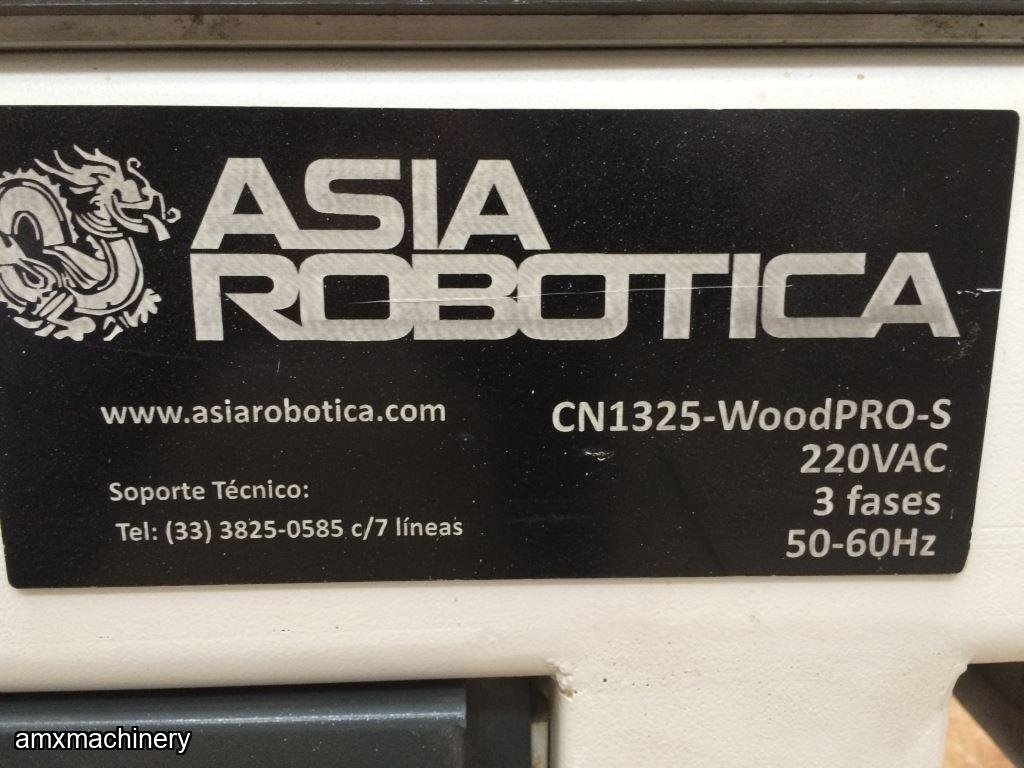 ASIA
ROBOTICA
www.asiarobotica.com
Soporte Técnico:
Tel: (33) 3825-0585 c/7 líneas
CN1325-WoodPRO-S
220VAC
3 fases
50-60Hz
amxmachinery